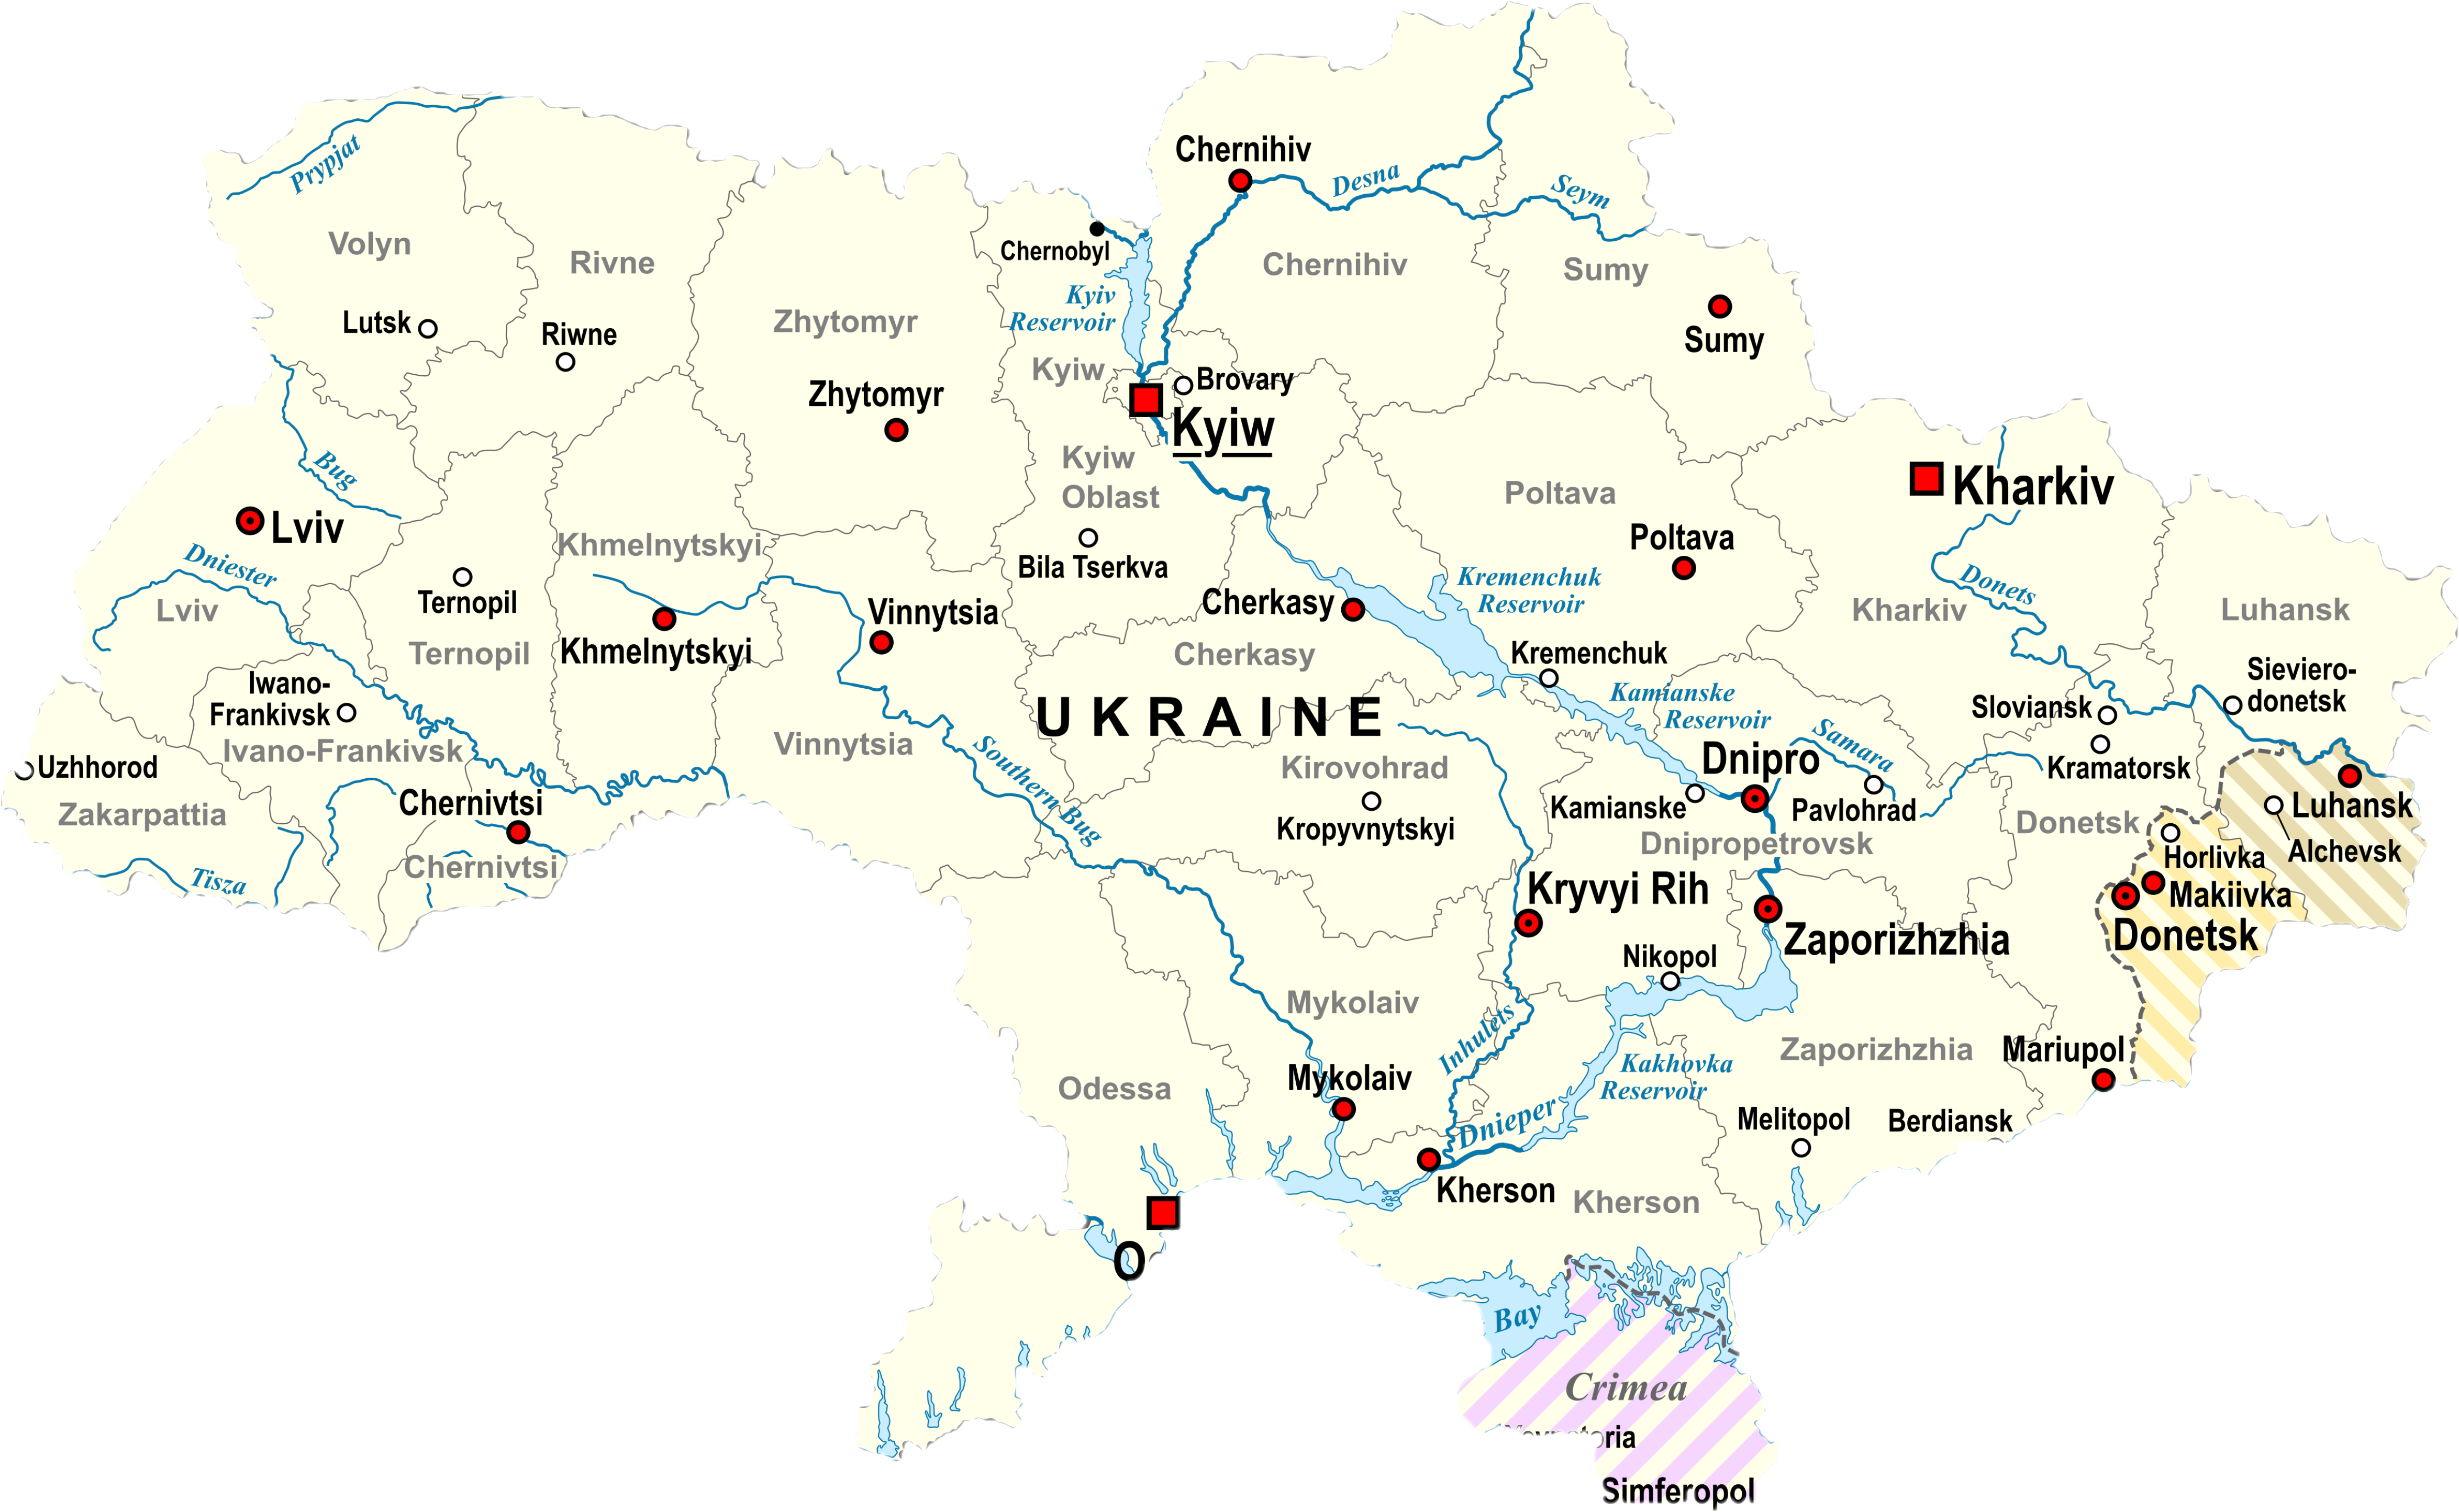 Chernihiv
Prypjat
Desna
Seym
Volyn
Rivne
Chernobyl
Chernihiv
Sumy
Kyiv
Reservoir
Lutsk
Riwne
Zhytomyr
Sumy
Kyiw
Brovary
Zhytomyr
Kyiw
Bug
Kyiw
Oblast
Poltava
Kharkiv
Lviv
Poltava
Khmelnytskyi
Dniester
Bila Tserkva
Kremenchuk
Reservoir
Donets
Lviv
Ternopil
Vinnytsia
Cherkasy
Kharkiv
Luhansk
Ternopil
Khmelnytskyi
Cherkasy
Kremenchuk
Sieviero-
donetsk
Iwano-
Frankivsk
Kamianske
Reservoir
Sloviansk
UKRAINE
Samara
Ivano-Frankivsk
Vinnytsia
Southern Bug
Dnipro
Uzhhorod
Kirovohrad
Kramatorsk
Zakarpattia
Chernivtsi
Kropyvnytskyi
Kamianske
Pavlohrad
Luhansk
Donetsk
Dnipropetrovsk
Horlivka
Alchevsk
Chernivtsi
Tisza
Kryvyi Rih
Makiivka
Donetsk
Zaporizhzhia
Nikopol
Mykolaiv
Inhulets
Zaporizhzhia
Mariupol
Kakhovka
Reservoir
Odessa
Mykolaiv
Dnieper
Melitopol
Berdiansk
Kherson
Kherson
O
Bay
Crimea
ria
Simferopol